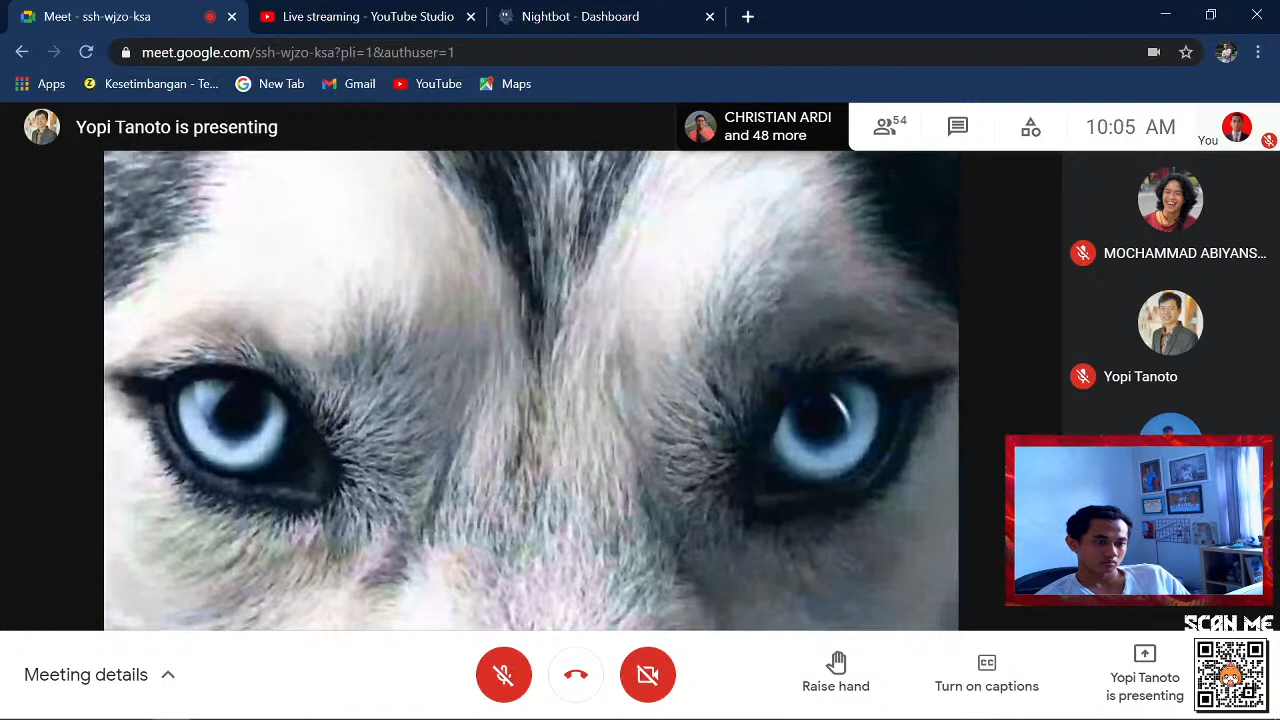 Meet - ssh-wjzo-ksa
Live streaming - YouTube Studio
Nightbot - Dashboard
meet.google.com/ssh-wjzo-ksa?pli=1&authuser=1
Apps
Kesetimbangan - Te...
New Tab
Gmail
YouTube
Maps
Yopi Tanoto is presenting
CHRISTIAN ARDI
and 48 more
54
10:05 AM
You
MOCHAMMAD ABIYANS...
Yopi Tanoto
SCAN ME
Meeting details
Raise hand
Turn on captions
Yopi Tanoto
is presenting